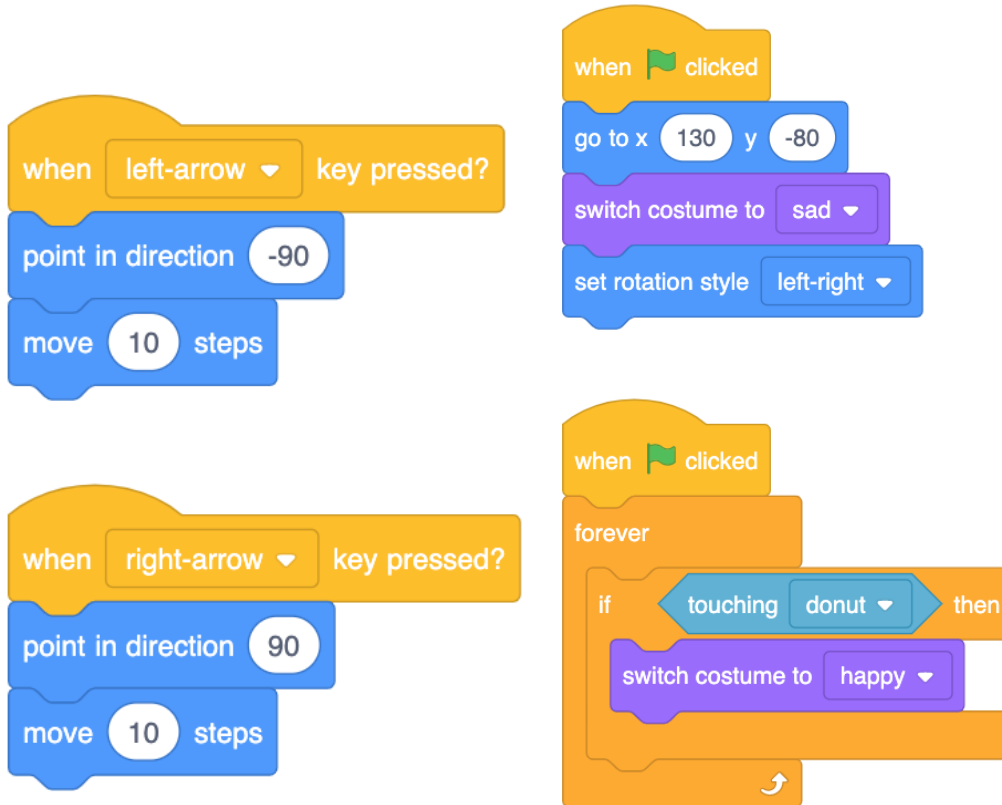 when left-arrow key pressed?
point in direction -90
move 10 steps
when right-arrow key pressed?
point in direction 90
move 10 steps
when clicked
go to x 130 y -80
switch costume to sad
set rotation style left-right
when clicked
forever
if touching donut then
switch costume to happy